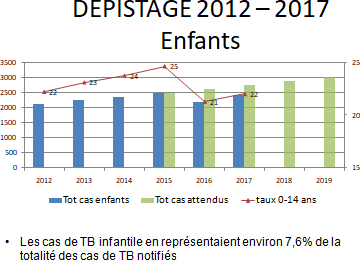 DEPISTAGE 2012 – 2017
Enfants
3500
3000
2500
2000
1500
1000
500
0
25
20
15
22
23
24
25
21
22
2012 2013 2014 2015 2016 2017 2018 2019
Tot cas enfants Tot cas attendus taux 0-14 ans
• Les cas de TB infantile en représentaient environ 7,6% de la
totalité des cas de TB notifiés